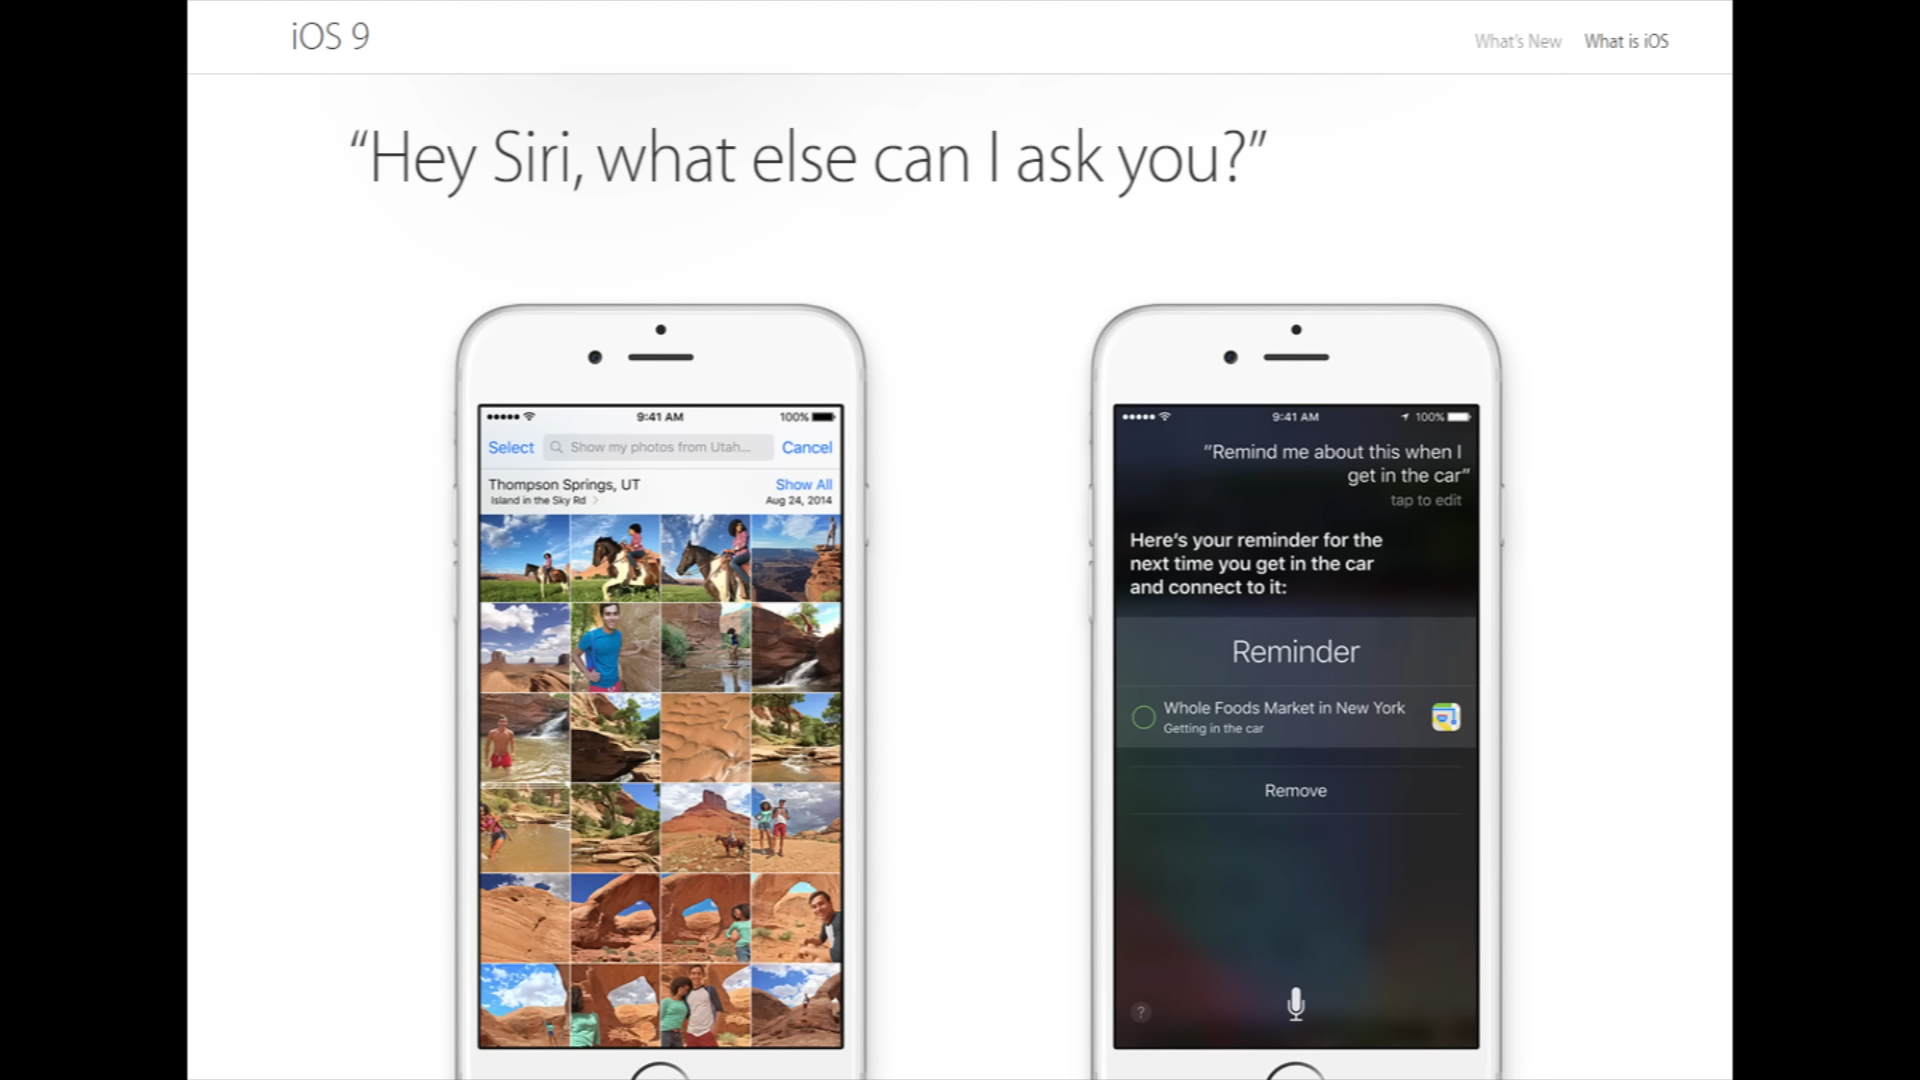 iOS 9
What's New
What is iOS
“Hey Siri, what else can I ask you?”
9:41 AM
100%
Select
Show my photos from Utah...
Cancel
Thompson Springs, UT
Show All
Island in the Sky Rd >
Aug 24, 2014
9:41 AM
100%
“Remind me about this when I
get in the car”
tap to edit
Here's your reminder for the
next time you get in the car
and connect to it:
Reminder
Whole Foods Market in New York
Getting in the car
Remove
?